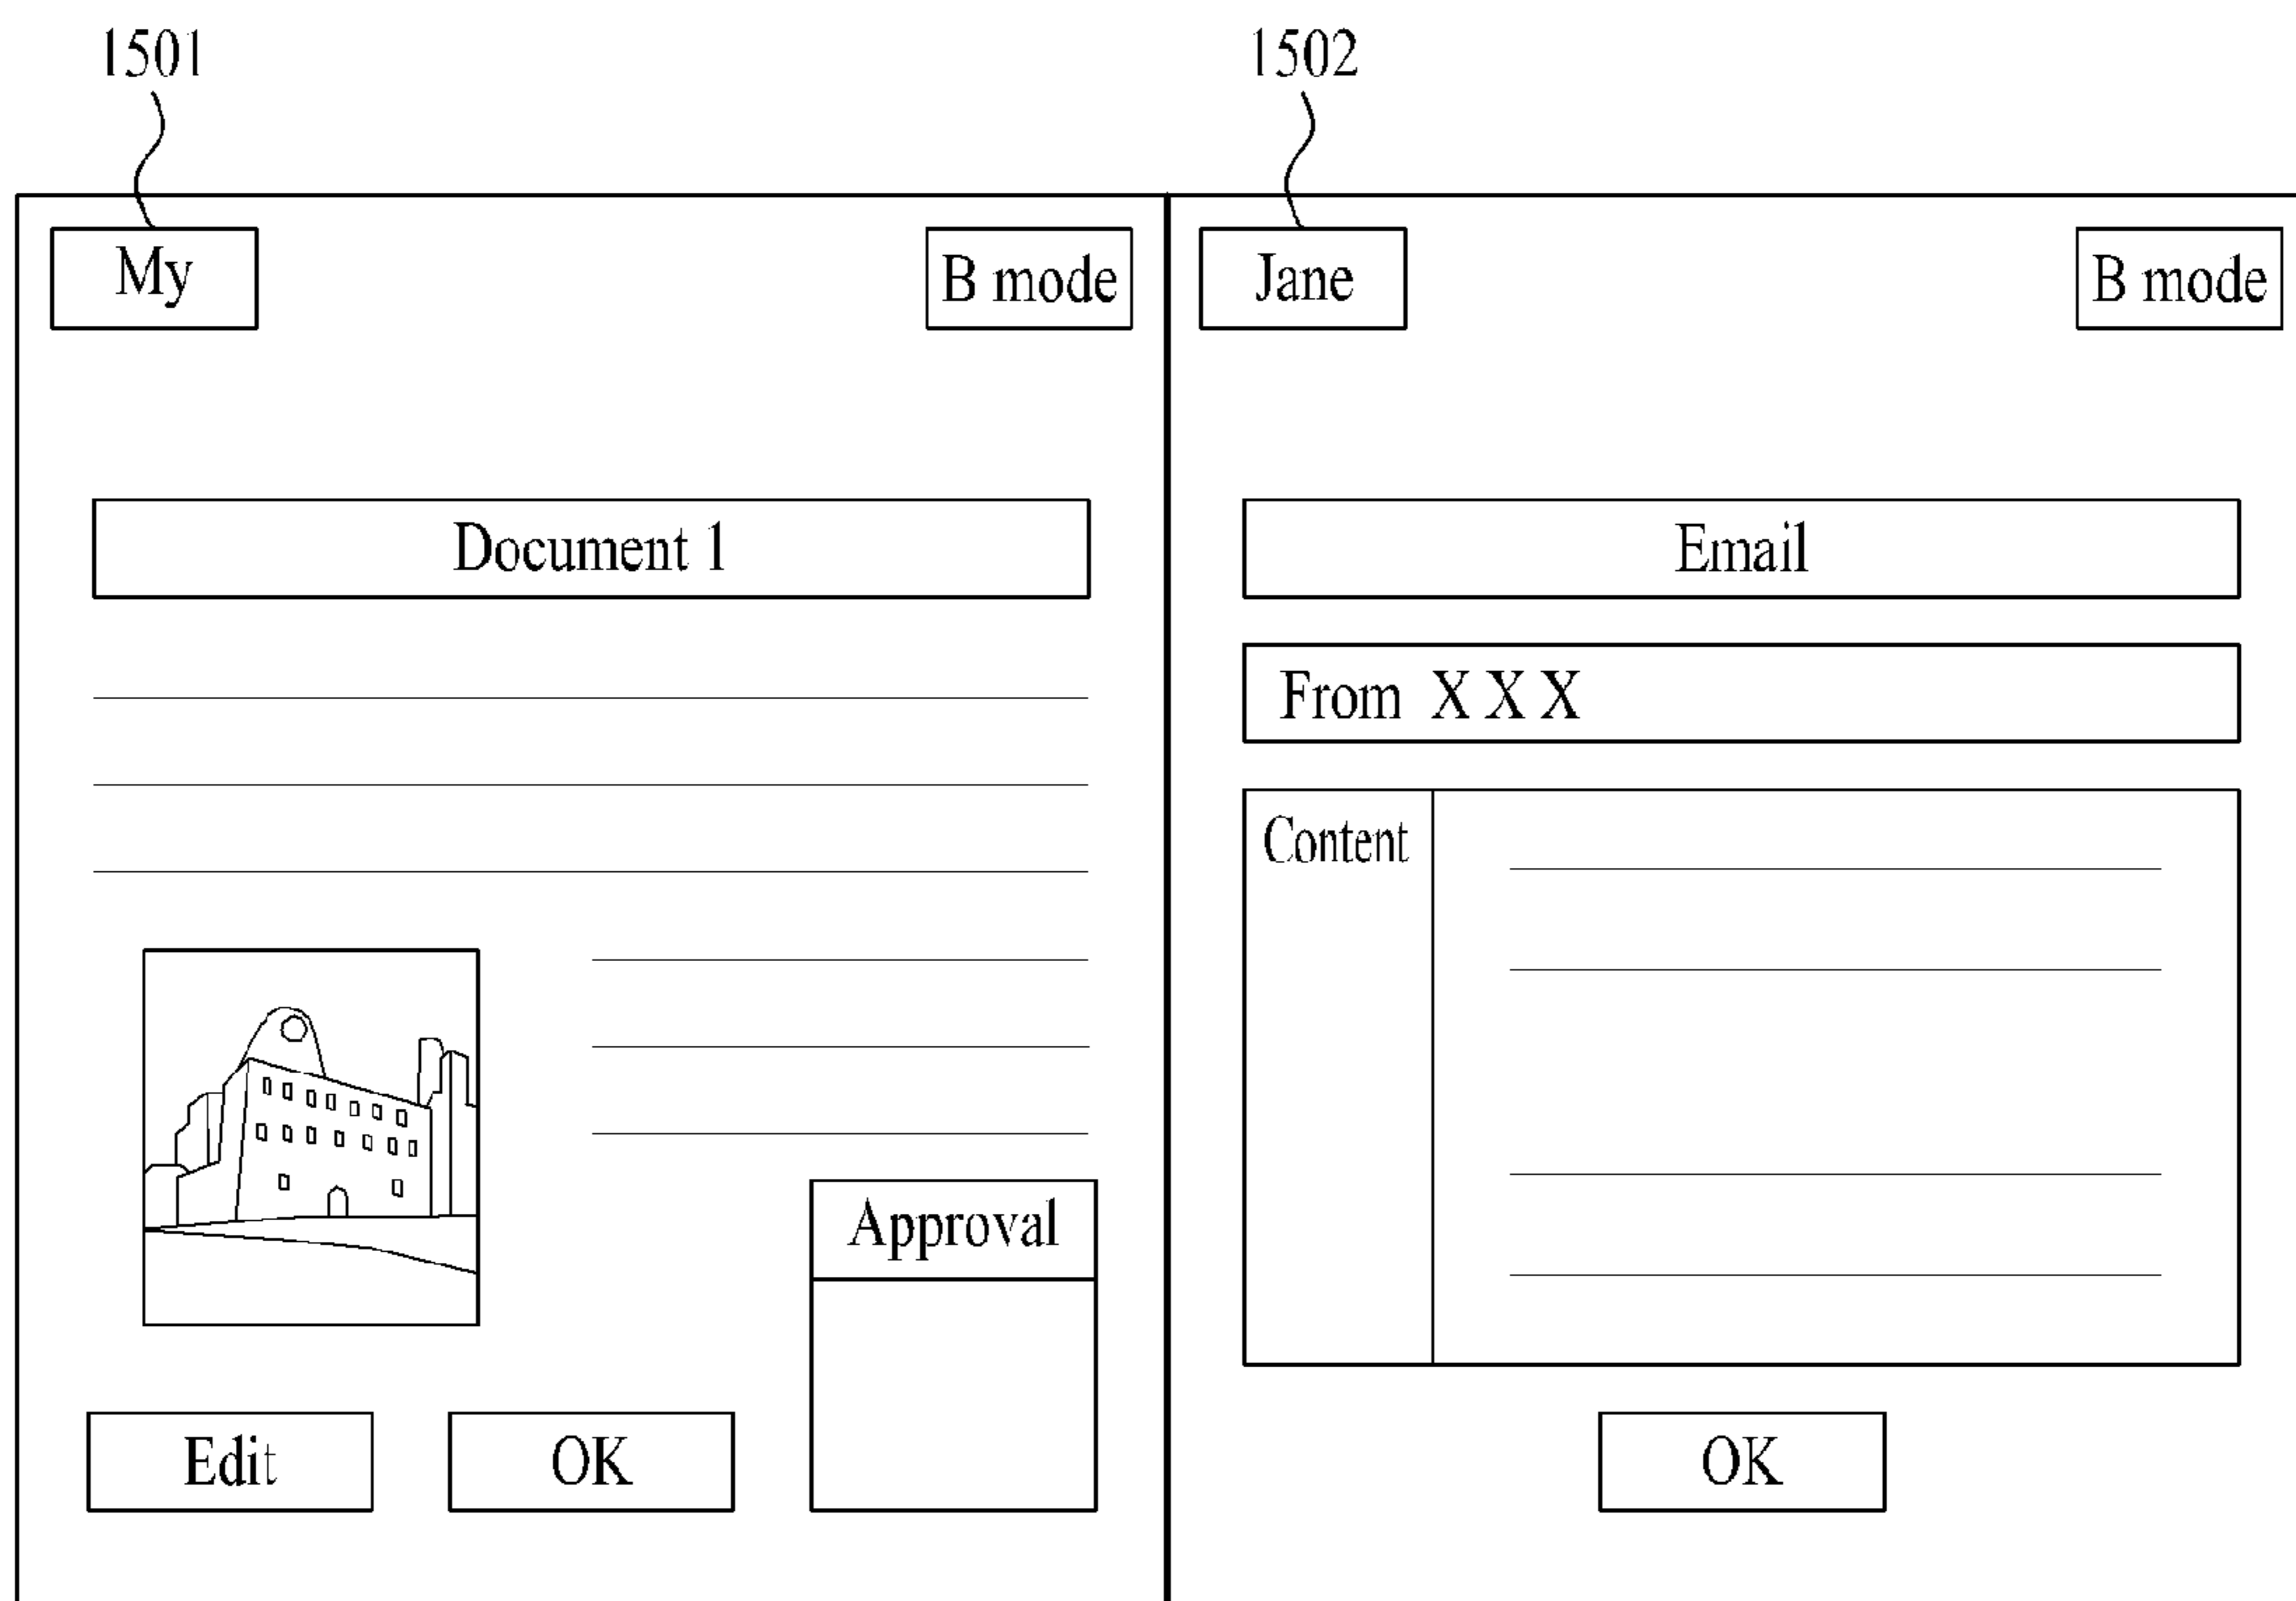 1501
1502
My
B mode
Jane
B mode
Document 1
Email
From X X X
Content
Approval
Edit
OK
OK